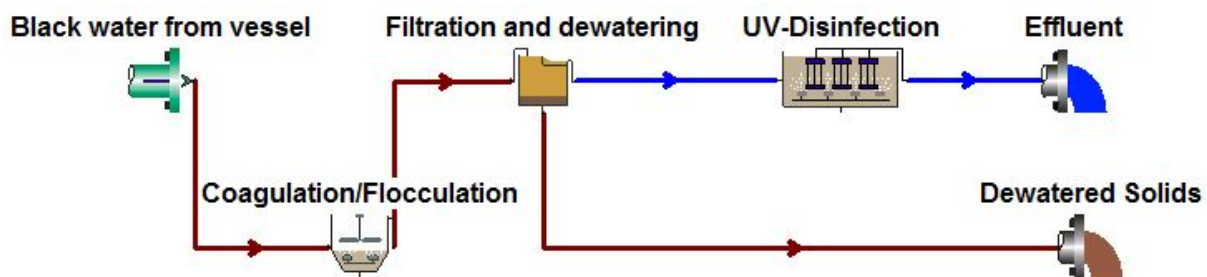 Black water from vessel
Filtration and dewatering
UV-Disinfection
Effluent
Coagulation/Flocculation
Dewatered Solids